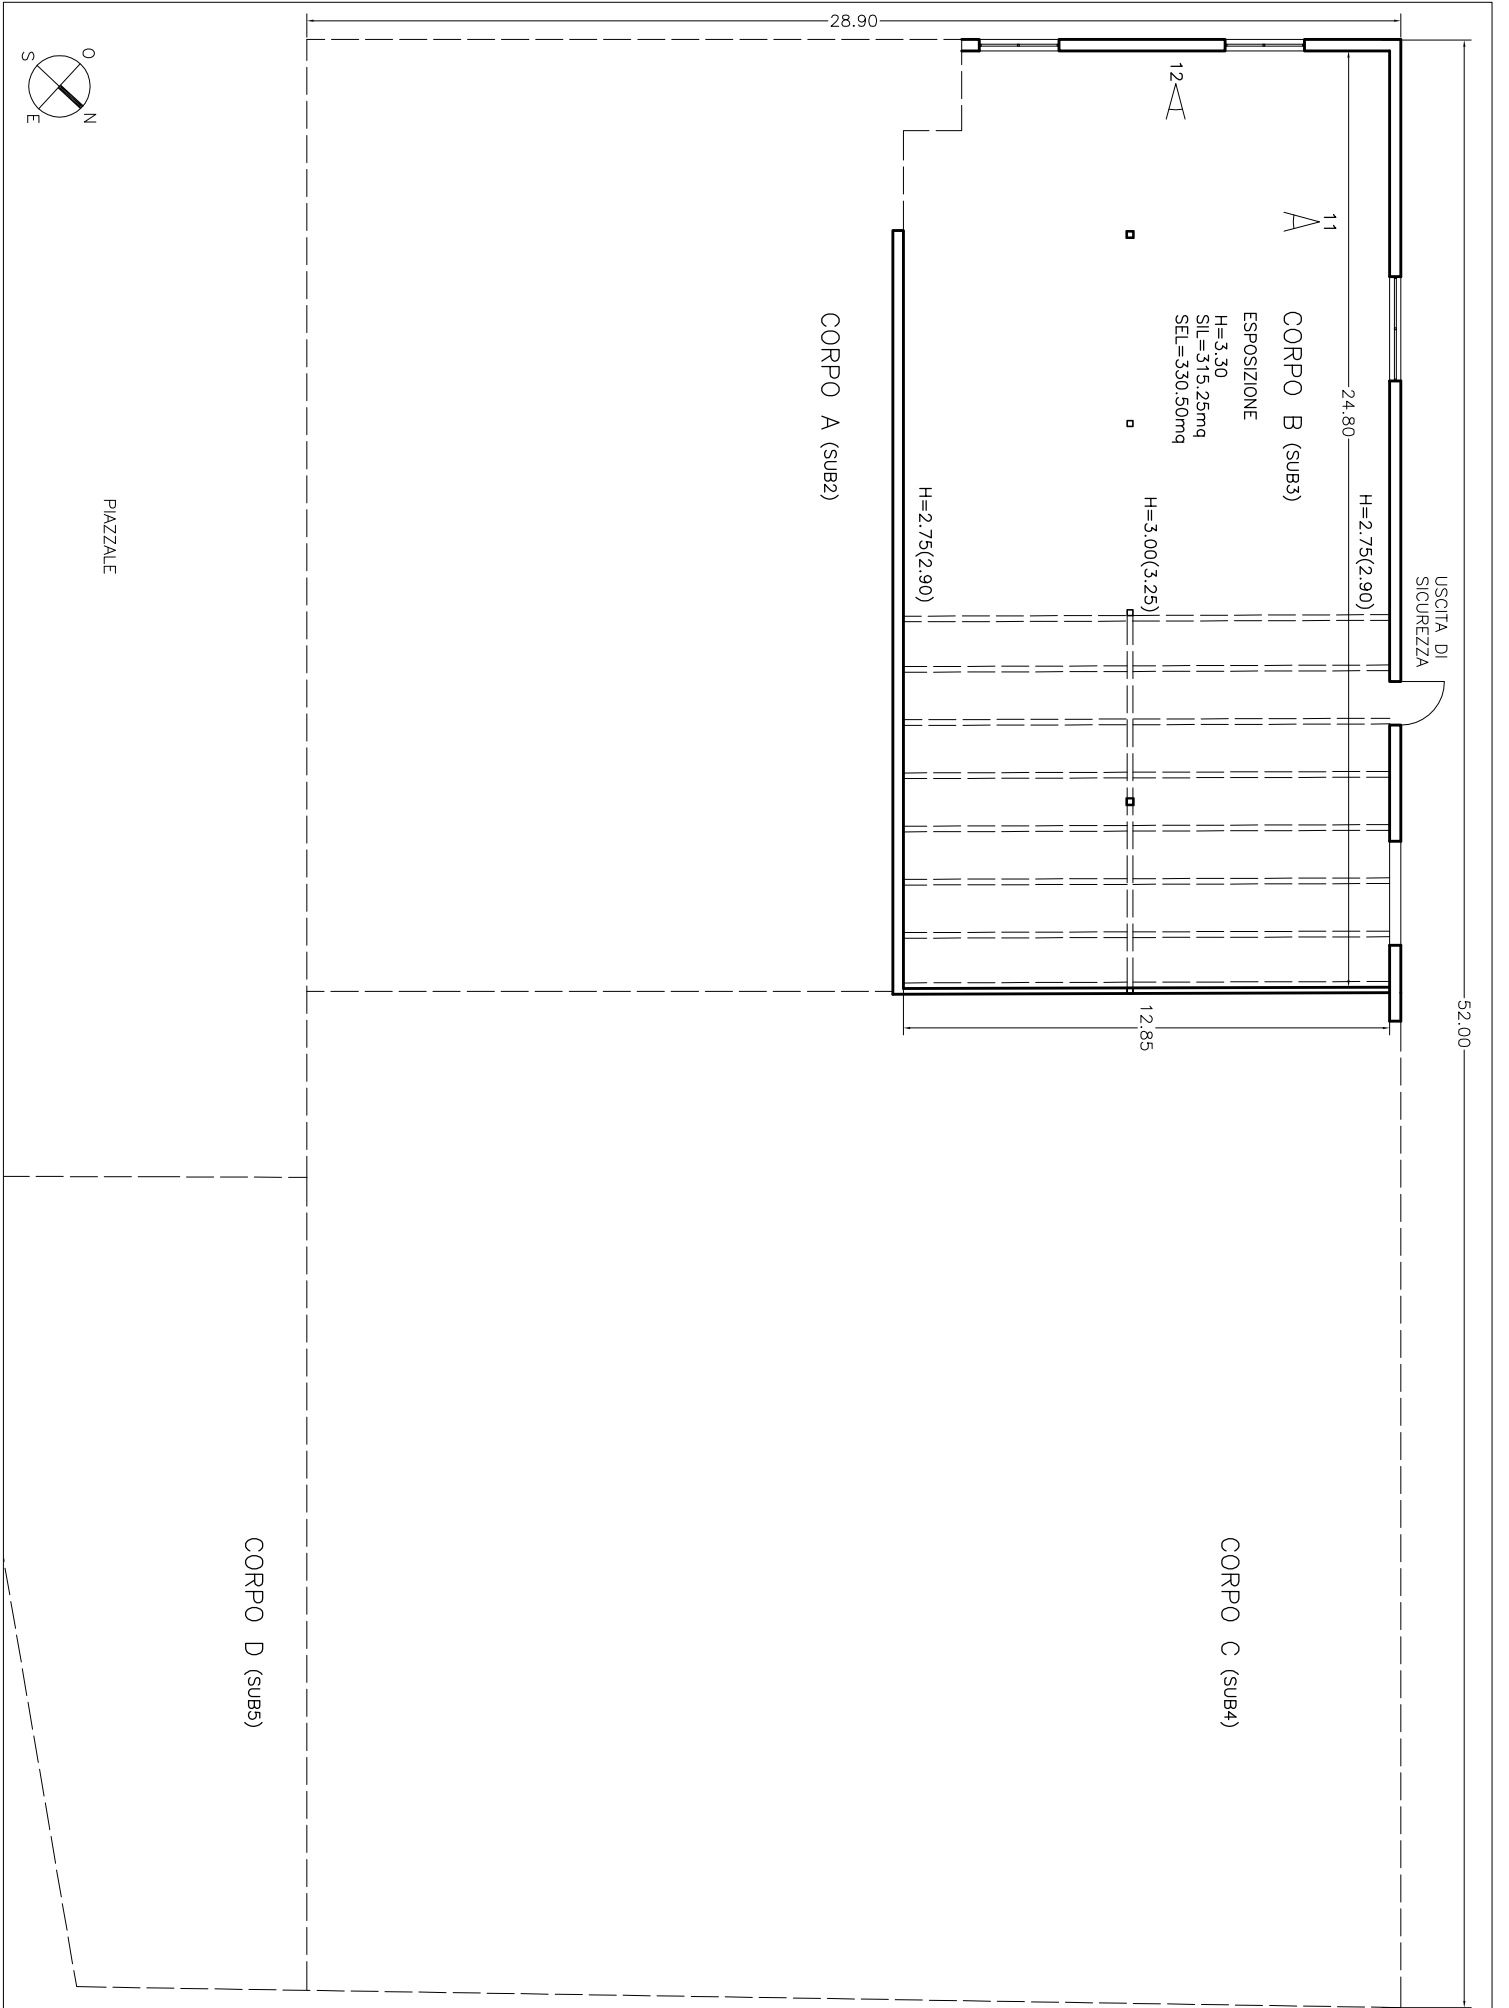 52.00
USCITA DI
SICUREZZA
28.90
24.80
H=2.75(2.90)
11
12
CORPO B (SUB3)
ESPOSIZIONE
H=3.30
SIL=315.25mq
SEL=330.50mq
H=3.00(3.25)
12.85
H=2.75(2.90)
CORPO A (SUB2)
CORPO C (SUB4)
CORPO D (SUB5)
PIAZZALE
O
N
S
E